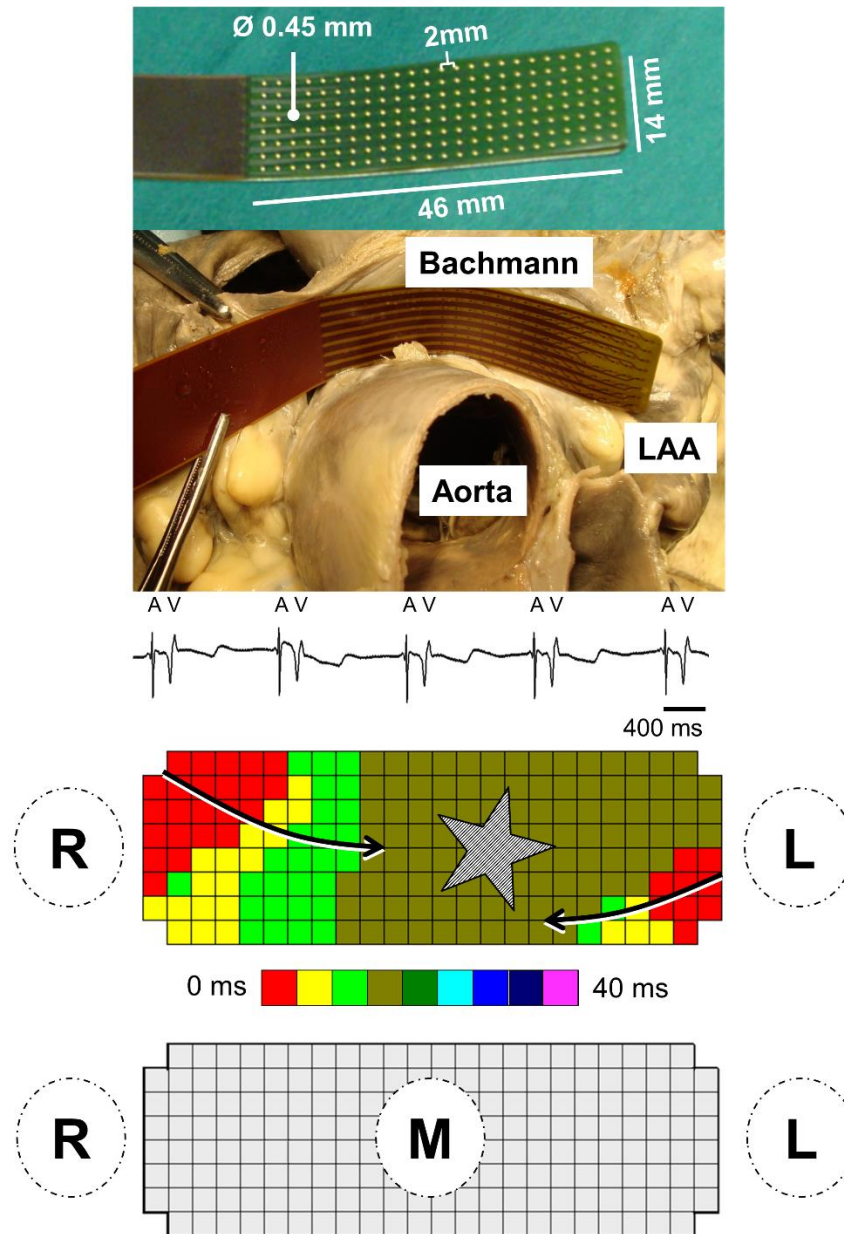 Ø 0.45 mm
2mm
14 mm
46 mm
Bachmann
LAA
Aorta
A V A V A V A V A V
400 ms
R L
0 ms 40 ms
R M L